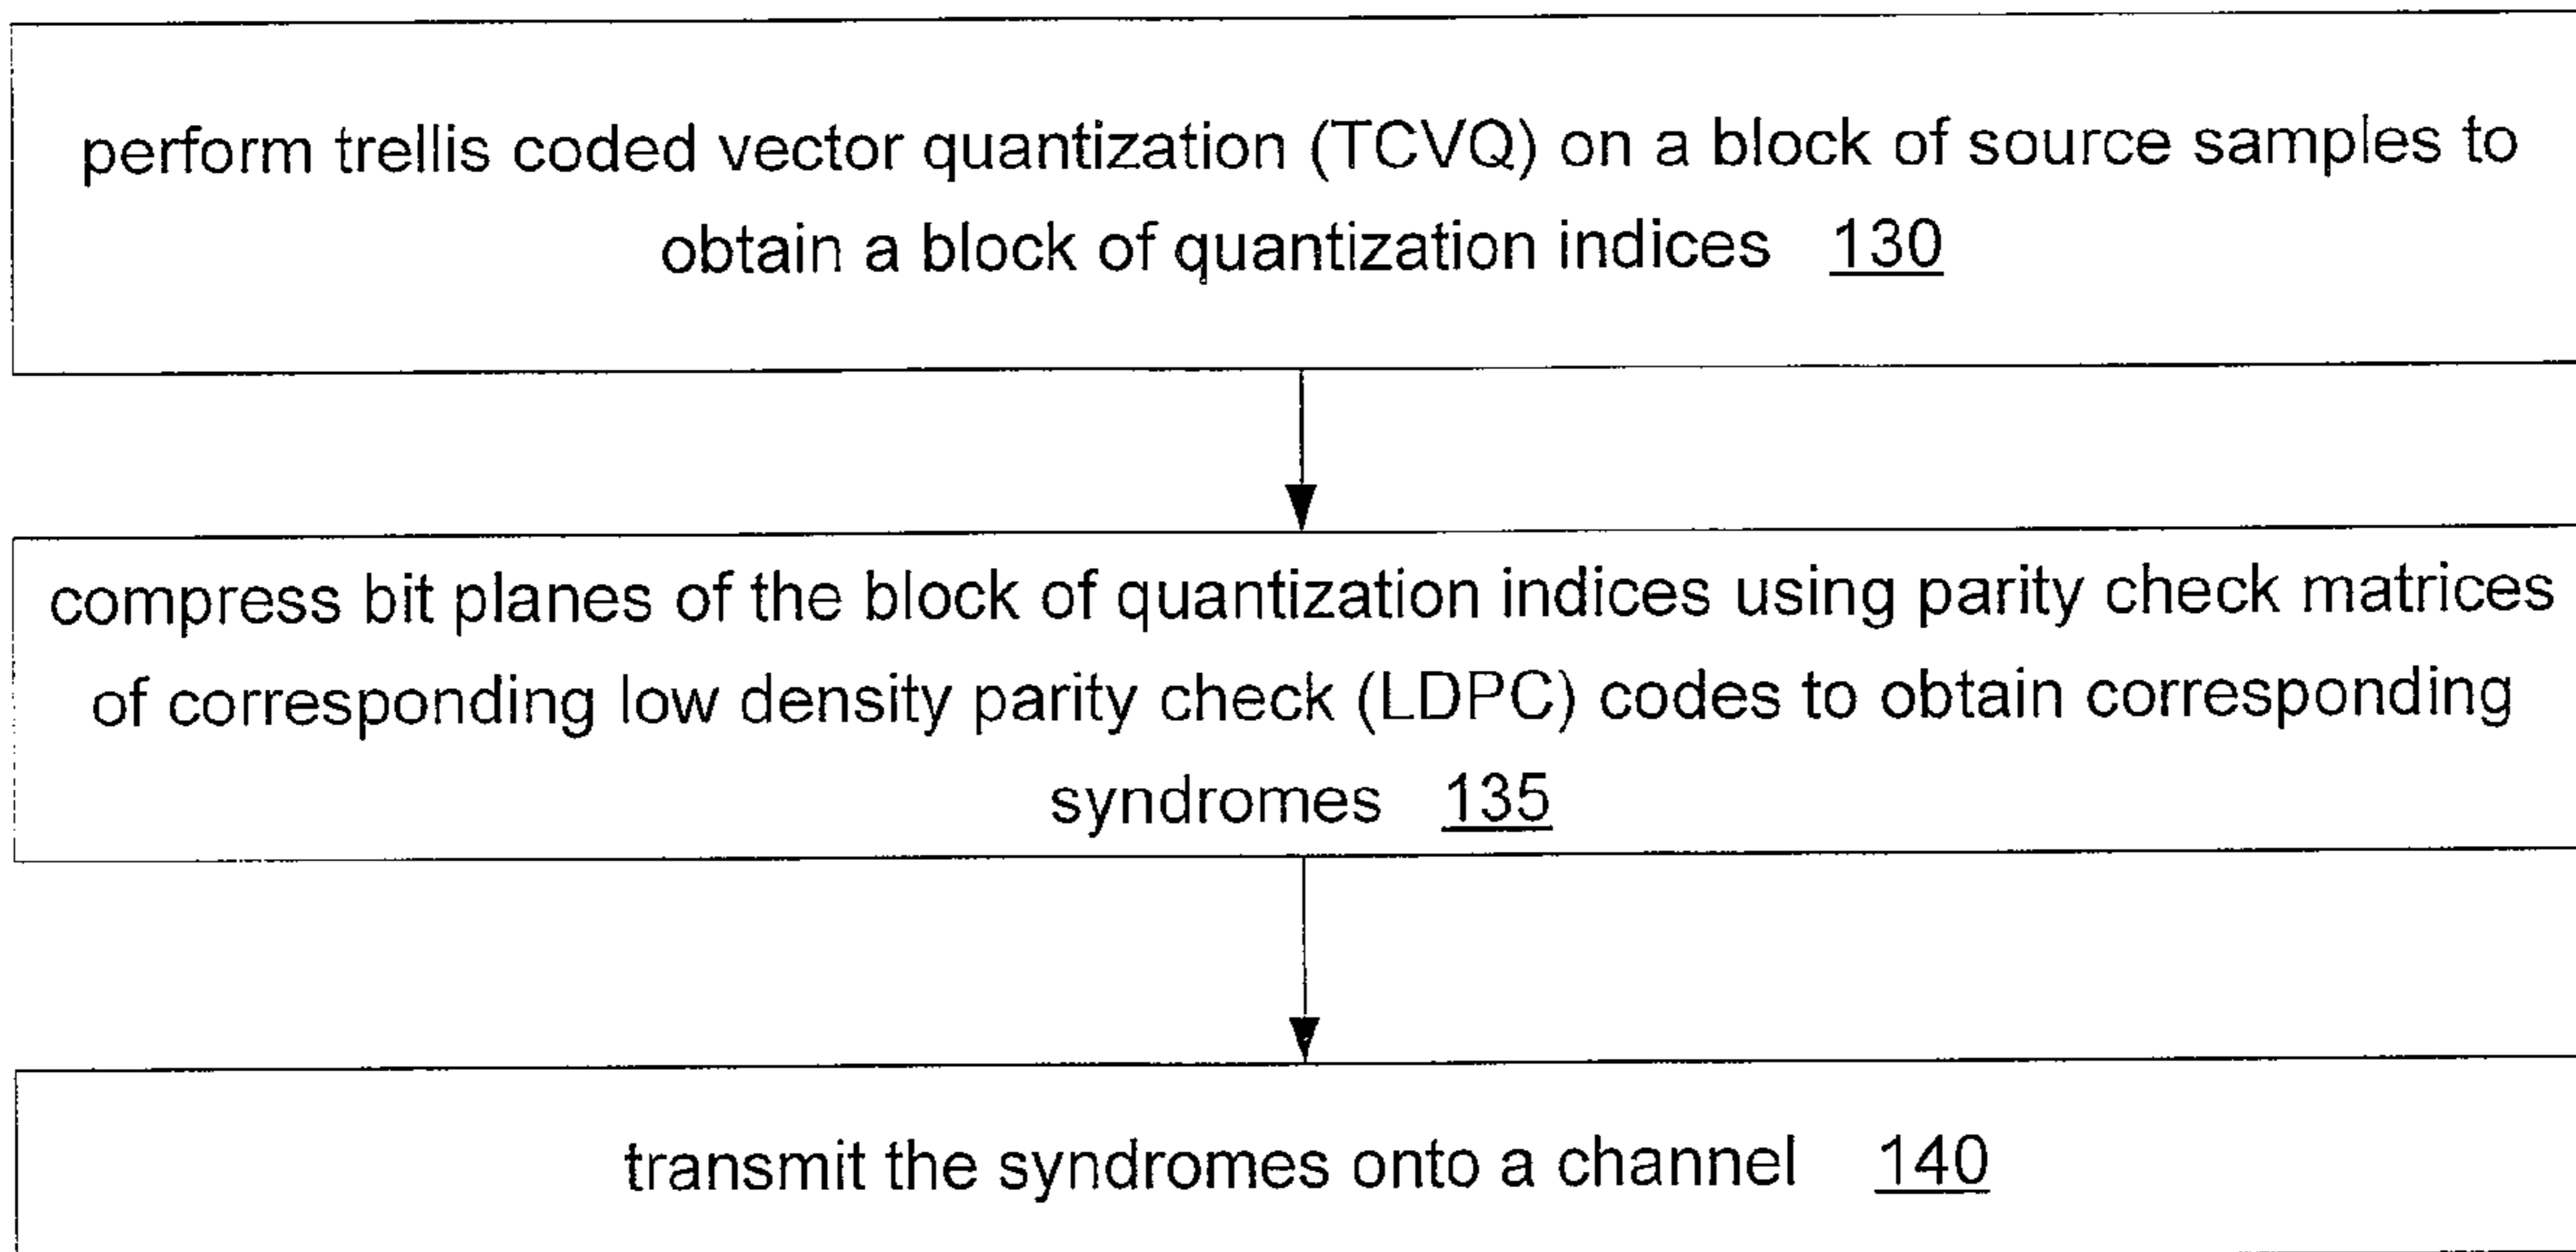 perform trellis coded vector quantization (TCVQ) on a block of source samples to
obtain a block of quantization indices 130
compress bit planes of the block of quantization indices using parity check matrices
of corresponding low density parity check (LDPC) codes to obtain corresponding
syndromes 135
transmit the syndromes onto a channel 140